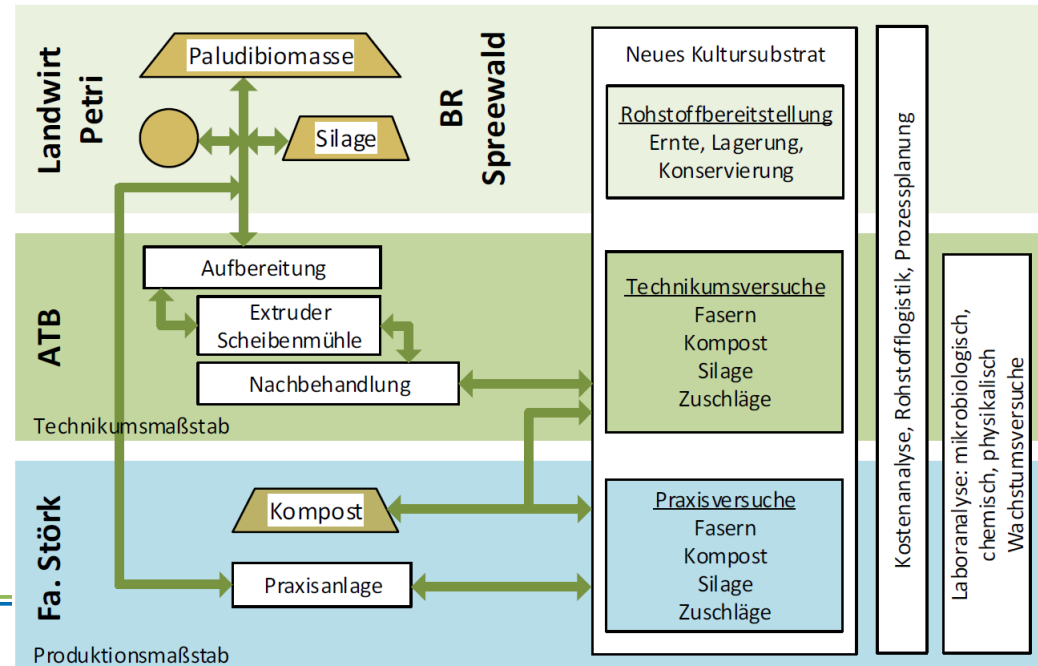 Landwirt
Petri
Paludibiomasse
Silage
BR
Spreewald
ATB
Aufbereitung
Extruder
Scheibenmühle
Nachbehandlung
Technikumsmaßstab
Fa. Störk
Kompost
Praxisanlage
Produktionsmaßstab
Neues Kultursubstrat
Rohstoffbereitstellung
Ernte, Lagerung,
Konservierung
Technikumsversuche
Fasern
Kompost
Silage
Zuschläge
Praxisversuche
Fasern
Kompost
Silage
Zuschläge
Kostenanalyse, Rohstofflogistik, Prozessplanung
Laboranalyse: mikrobiologisch,
chemisch, physikalisch
Wachstumsversuche